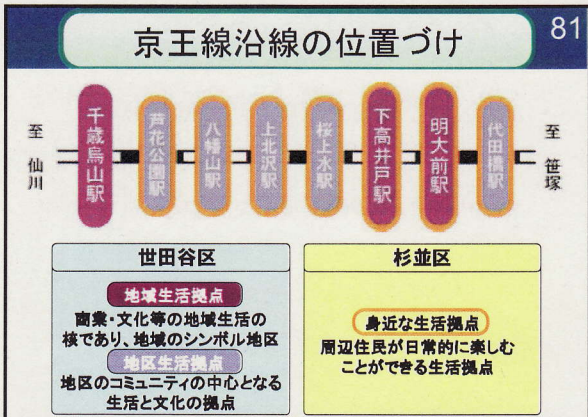 京王線沿線の位置づけ
81
至 仙川
千歳烏山駅
芦花公園駅
八幡山駅
上北沢駅
桜上水駅
下高井戸駅
明大前駅
代田橋駅
至 笹塚
世田谷区
地域生活拠点
商業・文化等の地域生活の
核であり、地域のシンボル地区
地区生活拠点
地区のコミュニティの中心となる
生活と文化の拠点
杉並区
身近な生活拠点
周辺住民が日常的に楽しむ
ことができる生活拠点